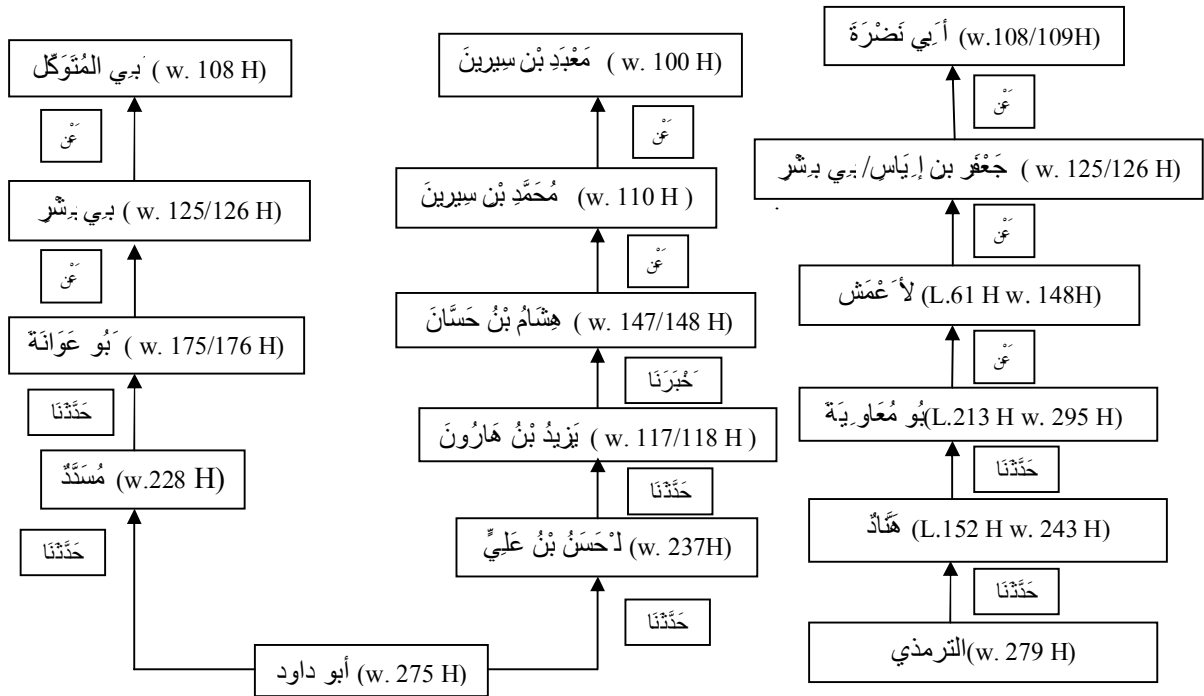 بِي المُتَوَكِّل ( w. 108 H)
عَنْ
بِي بِشْرٍ ( w. 125/126 H)
عَنْ
َبُو عَوَانَةَ ( w. 175/176 H)
حَدَّثَنَا
مُسَدَّدٌ (w.228 H)
حَدَّثَنَا
مَعْبَدِ بْنِ سِيرِينَ ( w. 100 H)
عَنْ
مُحَمَّدِ بْنِ سِيرِينَ (w. 110 H )
عَنْ
هِشَامُ بْنُ حَسَّانَ ( w. 147/148 H)
َخْبَرَنَا
يَزِيدُ بْنُ هَارُونَ ( w. 117/118 H )
حَدَّثَنَا
لْحَسَنُ بْنُ عَلِيٍّ (w. 237H)
حَدَّثَنَا
أبو داود (w. 275 H)
أَبِي نَضْرَةَ (w.108/109H)
عَنْ
جَعْفَر بن إِيَاسٍ/ بِي بِشْرٍ ( w. 125/126 H)
عَنْ
لأَعْمَش (L.61 H w. 148H)
عَنْ
بُو مُعَاوِيَةَ(L.213 H w. 295 H)
حَدَّثَنَا
هَنَّادٌ (L.152 H w. 243 H)
حَدَّثَنَا
الترمذي(w. 279 H)